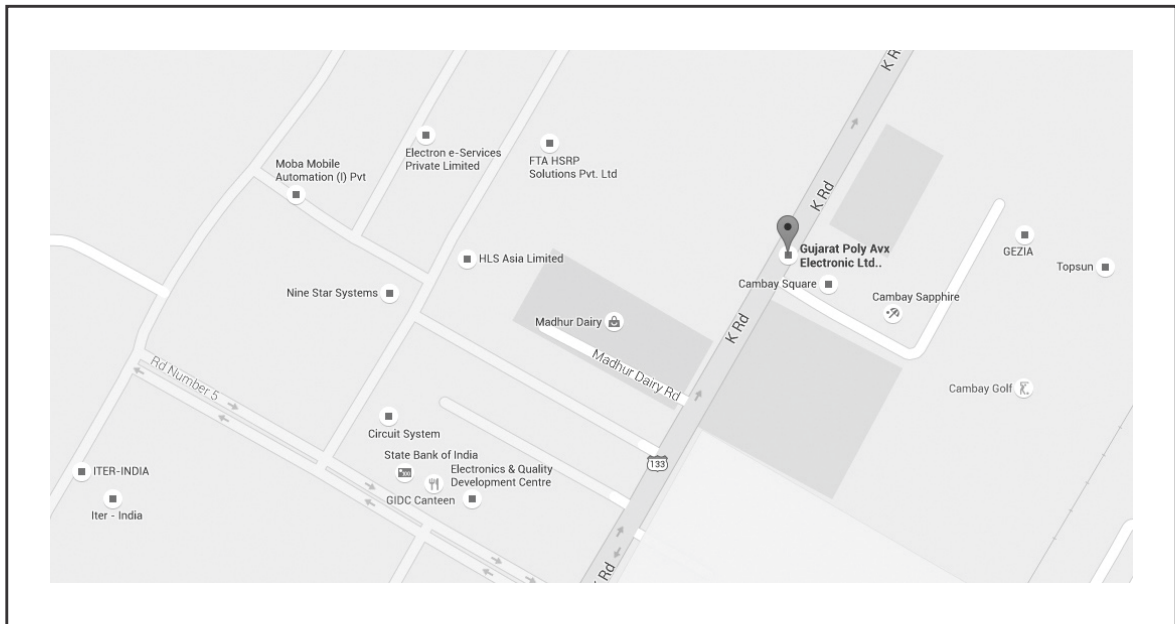 K Rd
Electron e-Services
Private Limited
FTA HSRP
Solutions Pvt. Ltd
Moba Mobile
Automation (I) Pvt
K Rd
Gujarat Poly Avx
Electronic Ltd..
GEZIA
HLS Asia Limited
Topsun
Cambay Square
Nine Star Systems
Cambay Sapphire
Madhur Dairy
K Rd
Madhur Dairy Rd
Rd Number 5
Cambay Golf
Circuit System
State Bank of India
133
ITER-INDIA
Electronics & Quality
Development Centre
GIDC Canteen
Iter - India
Rd